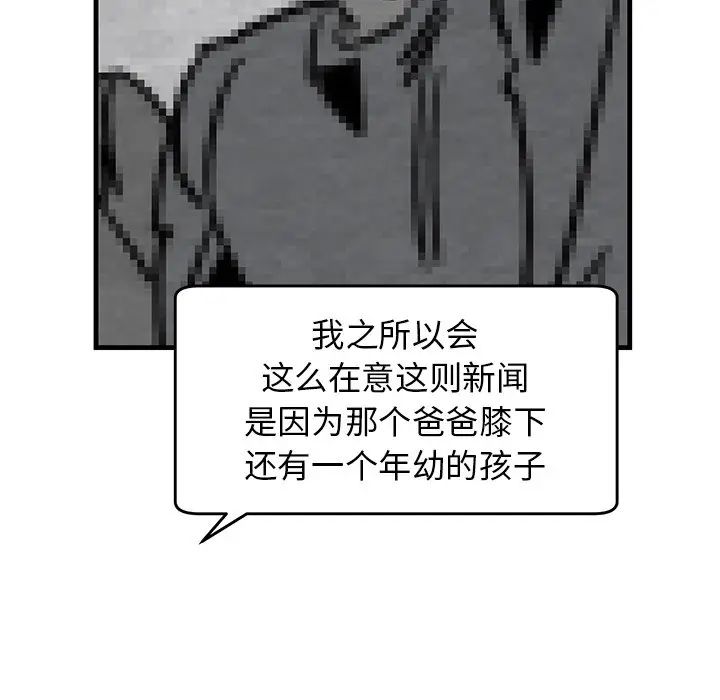 我之所以会
这么在意这则新闻
是因为那个爸爸膝下
还有一个年幼的孩子